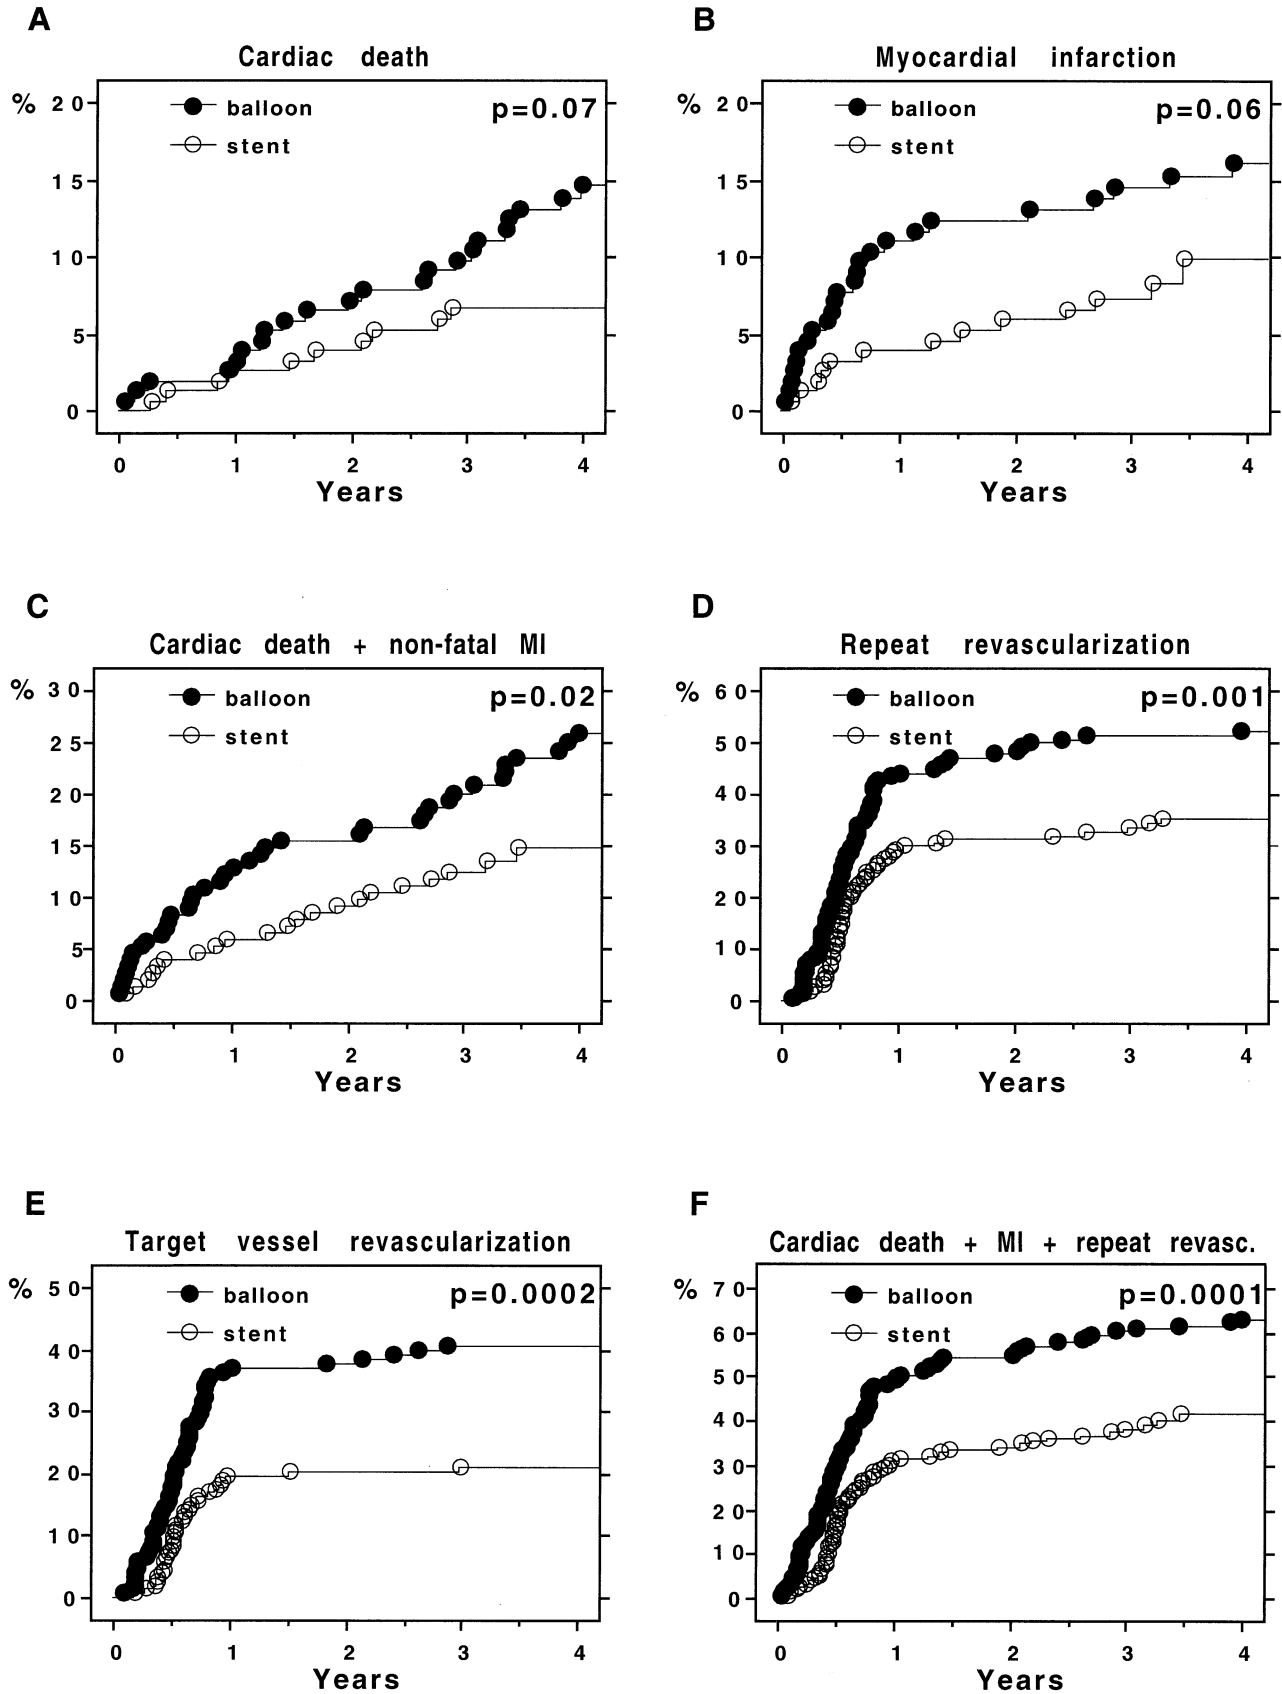 A
Cardiac death
%
20
15
10
5
0
balloon
stent
p=0.07
0 1 2 3 4
Years
B
Myocardial infarction
%
20
15
10
5
0
balloon
stent
p=0.06
0 1 2 3 4
Years
C
Cardiac death + non-fatal MI
%
30
25
20
15
10
5
0
balloon
stent
p=0.02
0 1 2 3 4
Years
D
Repeat revascularization
%
60
50
40
30
20
10
0
balloon
stent
p=0.001
0 1 2 3 4
Years
E
Target vessel revascularization
%
50
40
30
20
10
0
balloon
stent
p=0.0002
0 1 2 3 4
Years
F
Cardiac death + MI + repeat revasc.
%
70
60
50
40
30
20
10
0
balloon
stent
p=0.0001
0 1 2 3 4
Years